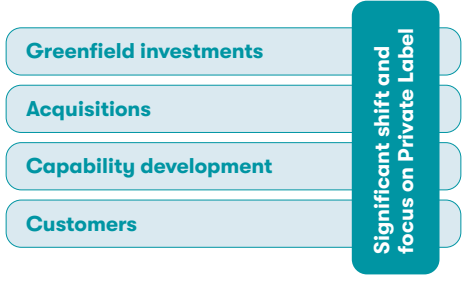 Greenfield investments
Acquisitions
Capability development
Customers
Significant shift and
focus on Private Label